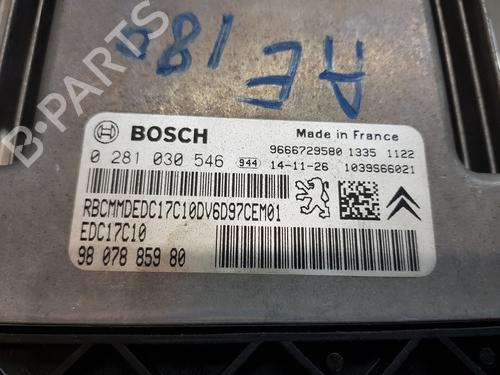 AE 180
BOSCH
Made in France
9666729580 1335 1122
0 281 030 546 944 14-11-26 1039S66021
RBCMMDEDC17C10DV6D97CEM01
EDC17C10
98 078 859 80
B-PARTS